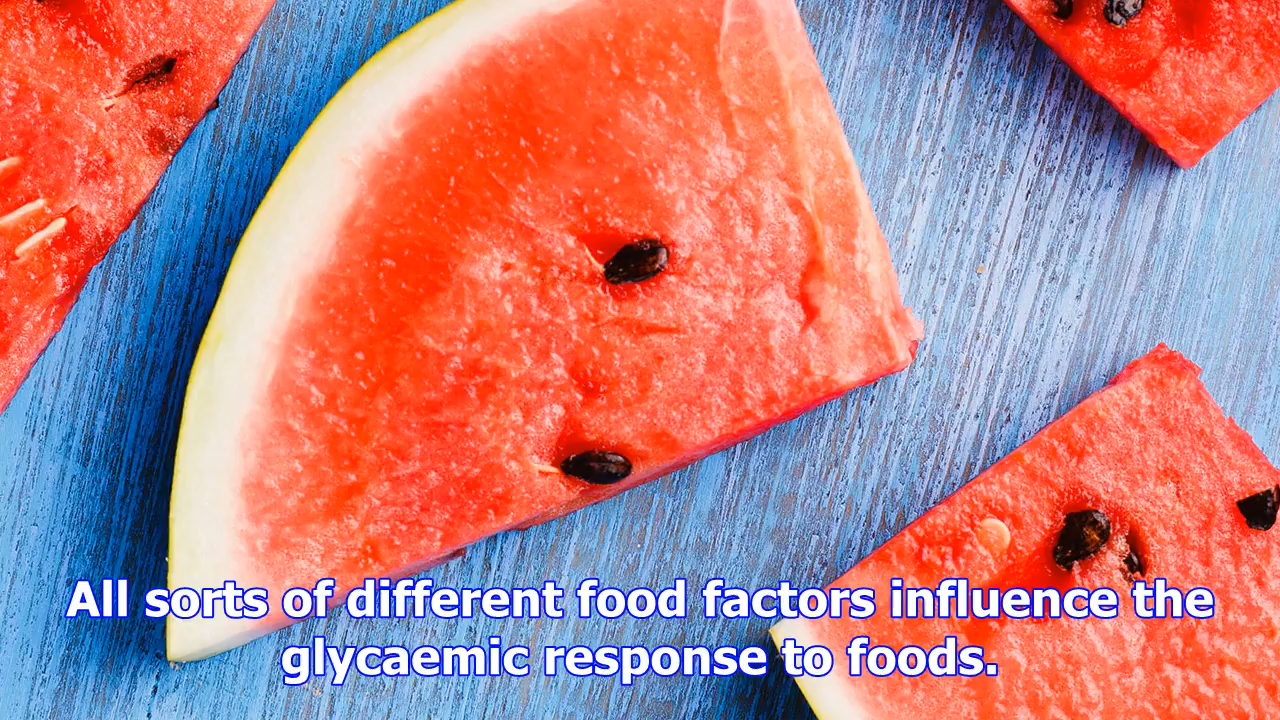 All sorts of different food factors influence the
glycaemic response to foods.